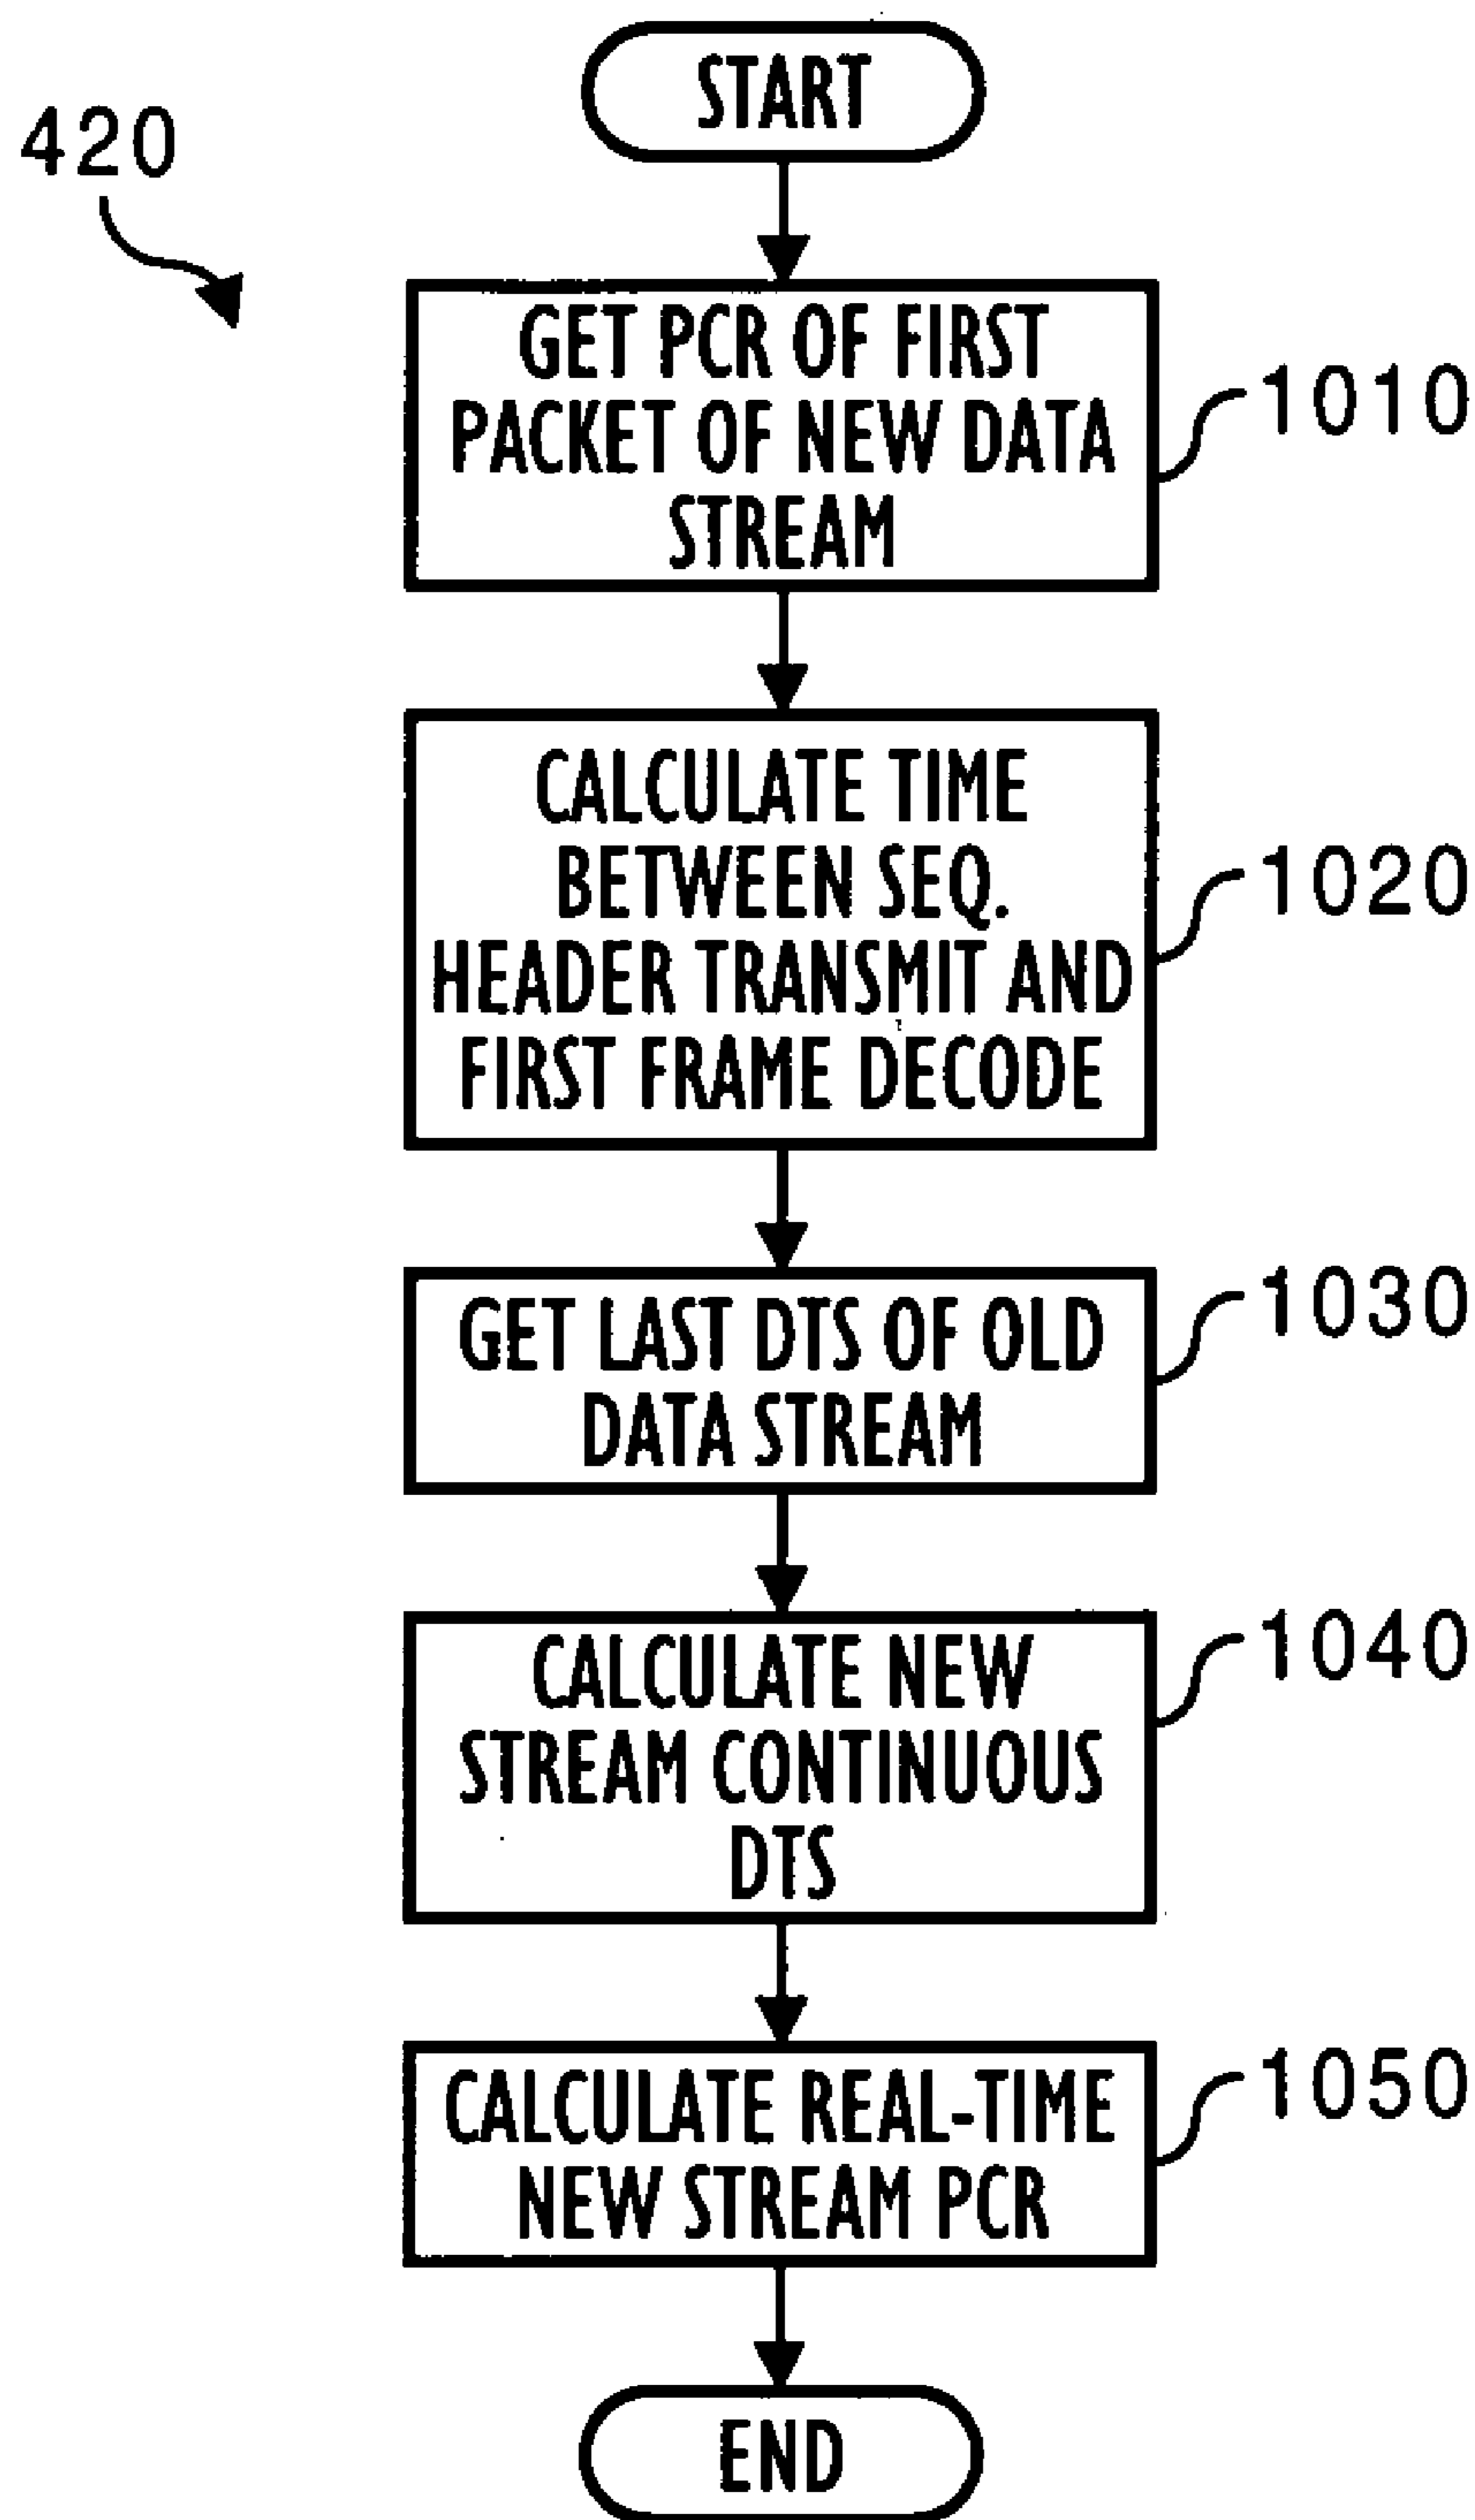 START
420
GET PCR OF FIRST
PACKET OF NEW DATA
STREAM
1010
CALCULATE TIME
BETWEEN SEQ.
HEADER TRANSMIT AND
FIRST FRAME DECODE
1020
GET LAST DTS OF OLD
DATA STREAM
1030
CALCULATE NEW
STREAM CONTINUOUS
DTS
1040
CALCULATE REAL-TIME
NEW STREAM PCR
1050
END